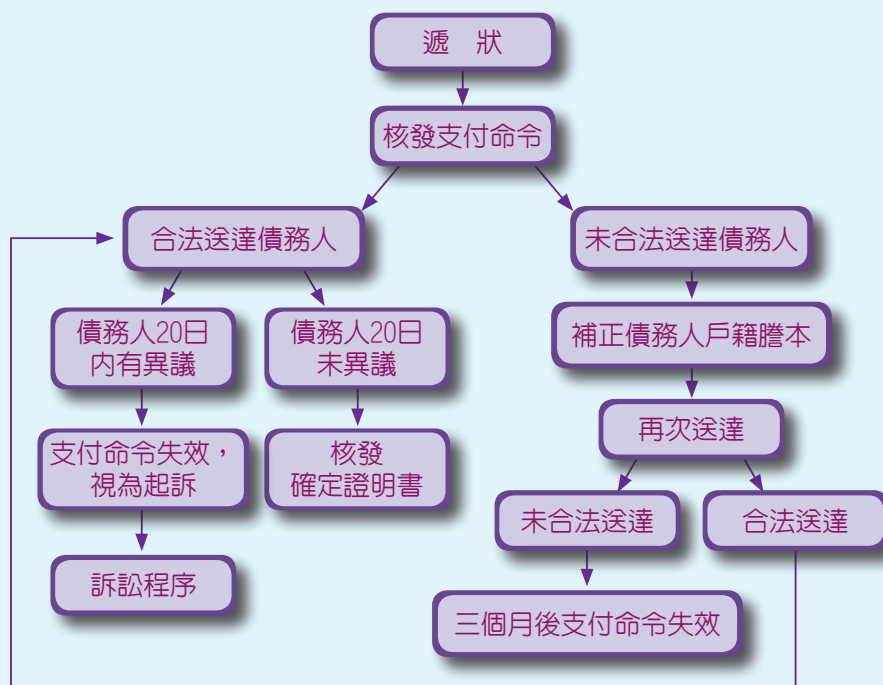 遞 狀
核發支付命令
合法送達債務人
未合法送達債務人
債務人20日
內有異議
債務人20日
未異議
補正債務人戶籍謄本
支付命令失效，
視為起訴
核發
確定證明書
再次送達
未合法送達
合法送達
訴訟程序
三個月後支付命令失效